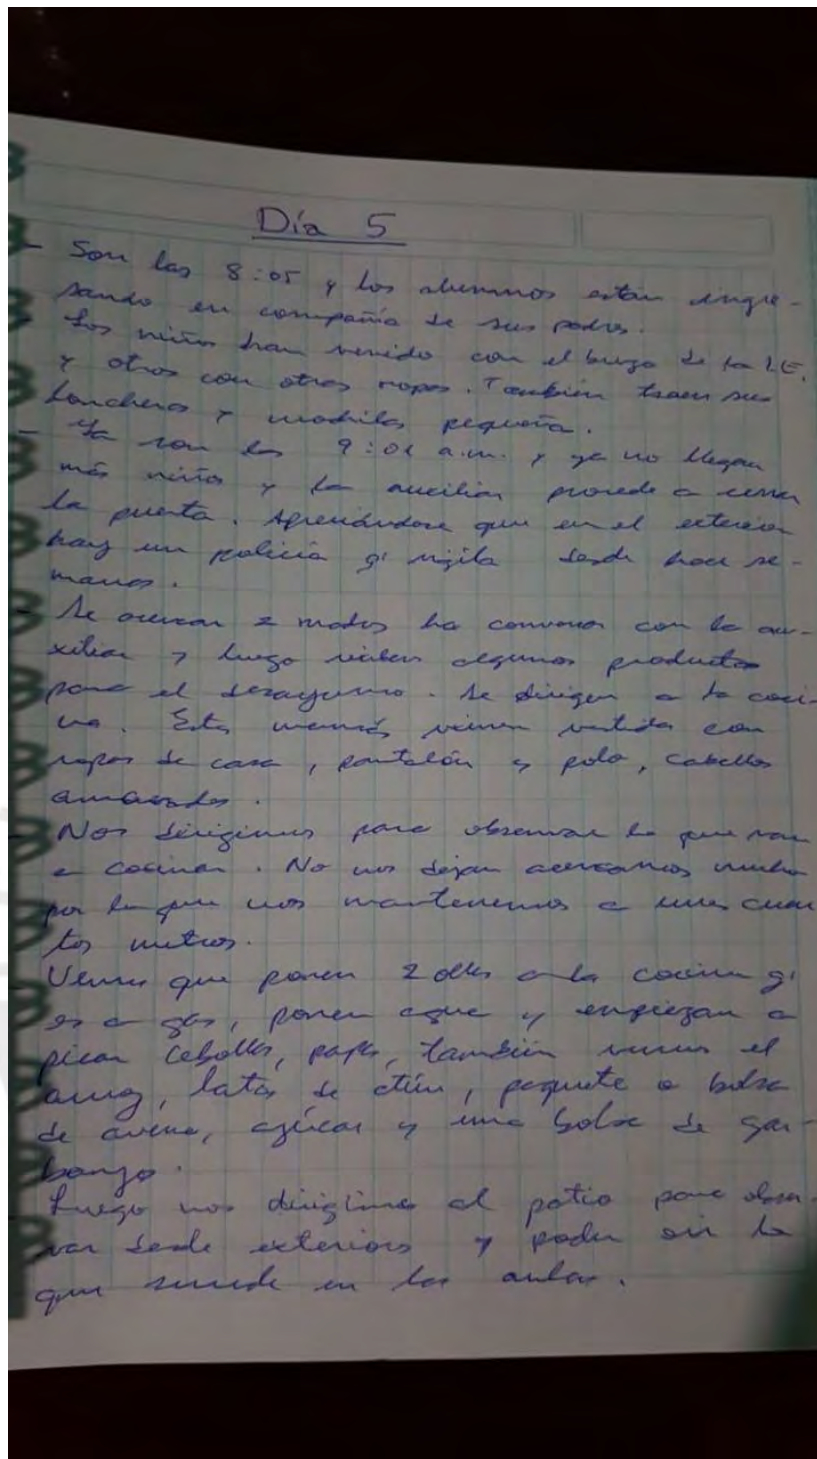 Día 5
- Son las 8:05 y los alumnos están ingre-
sando en compañía de sus padres.
Los niños han venido con el buzo de la I.E.
y otros con otras ropas. También traen sus
loncheras y mochilas pequeña.
- Ya son las 9:01 a.m. y ya no llegan
más niños y la auxiliar procede a cerrar
la puerta. Apreciándose que en el exterior
hay un policía q' vigila desde hace se-
manas.
- Se acercan 2 madres ha conversar con la au-
xiliar y luego reciben algunos productos
para el desayuno. Se dirigen a la coci-
na. Estas mamás vienen vestidas con
ropas de casa, pantalón y polo, cabellos
amarrados.
- Nos dirigimos para observar lo que van
a cocinar. No nos dejan acercarnos mucho
por lo que nos mantenemos a unos cuan
tos metros.
- Vemos que ponen 2 ollas a la cocina q'
es a gas, ponen agua y empiezan a
picar cebollas, papas, también vemos el
arroz, latas de atún, paquete o bolsa
de avena, azúcar y una bolsa de gar-
banzo.
Luego nos dirigimos al patio para obser
var desde exteriores y poder oir lo
que sucede en las aulas.